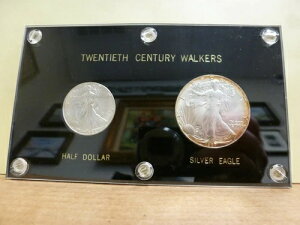 TWENTIETH CENTURY WALKERS
HALF DOLLAR
SILVER EAGLE